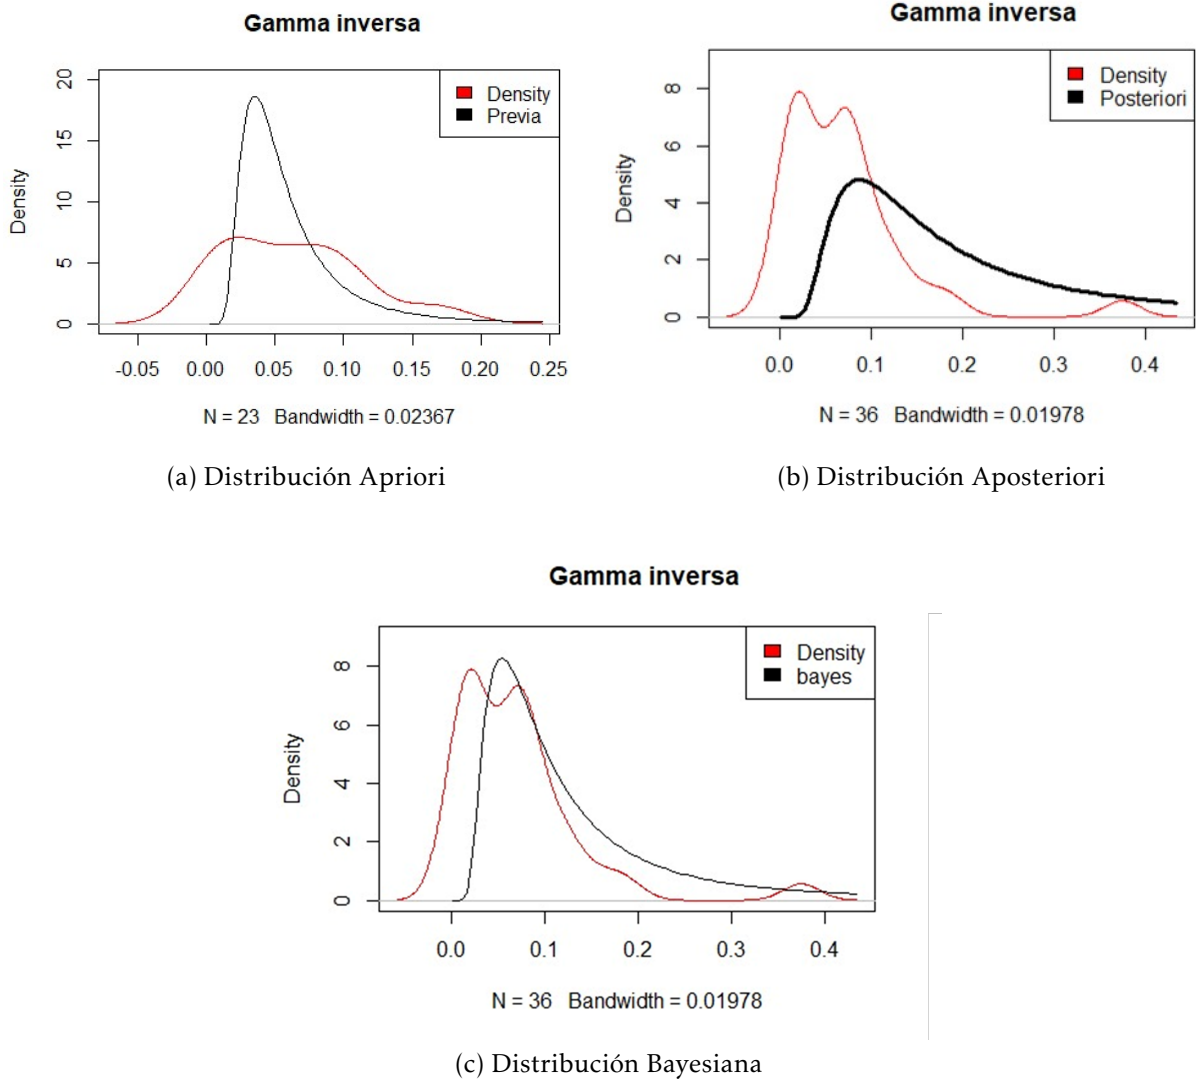 Gamma inversa
Density
Previa
Density
20
15
10
5
0
-0.05 0.00 0.05 0.10 0.15 0.20 0.25
N = 23 Bandwidth = 0.02367
(a) Distribución Apriori
Gamma inversa
Density
Posteriori
Density
8
6
4
2
0
0.0 0.1 0.2 0.3 0.4
N = 36 Bandwidth = 0.01978
(b) Distribución Aposteriori
Gamma inversa
Density
bayes
Density
8
6
4
2
0
0.0 0.1 0.2 0.3 0.4
N = 36 Bandwidth = 0.01978
(c) Distribución Bayesiana